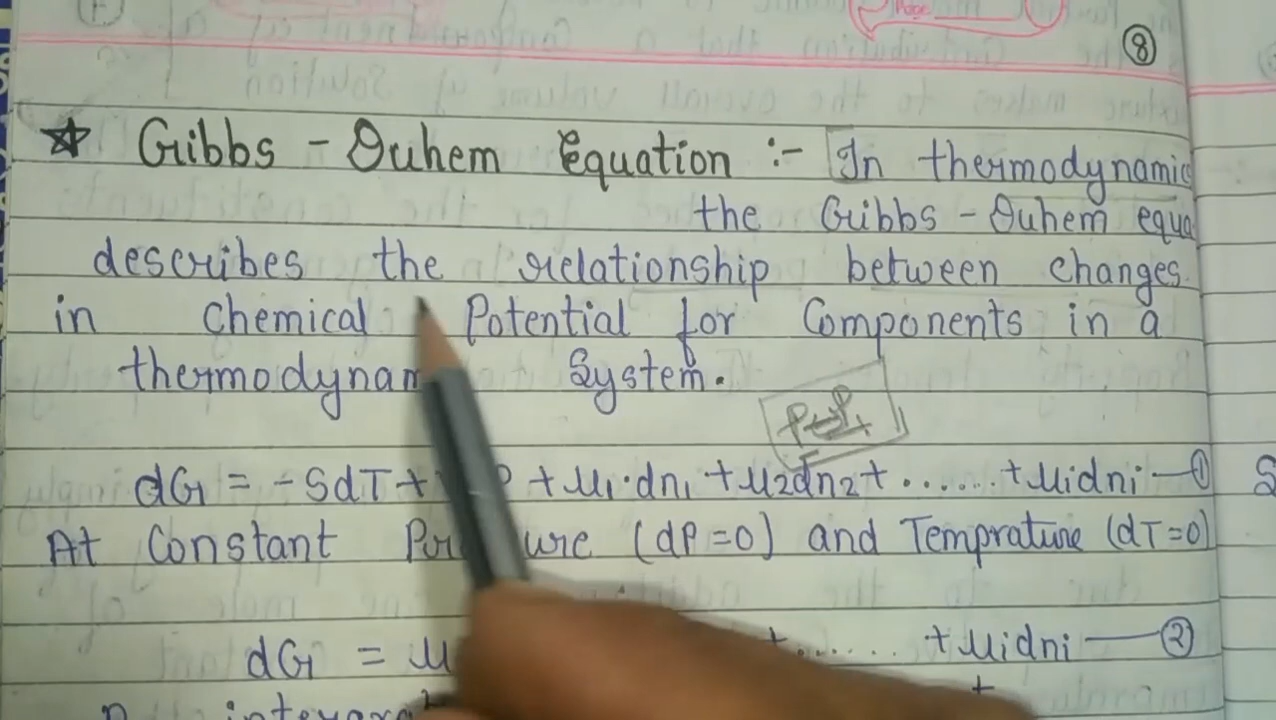 ⑧
☆ Gibbs - Duhem Equation :- In thermodynamic
the Gibbs - Duhem equa
describes the relationship between changes
in chemical Potential for Components in a
thermodynam System.
dG = - SdT + P + μ₁.dn₁ + μ₂dn₂ + ...... + μidni — ①
At Constant ure (dP=0) and Temprature (dT=0)
dG = μ + ...... + μidni — ②